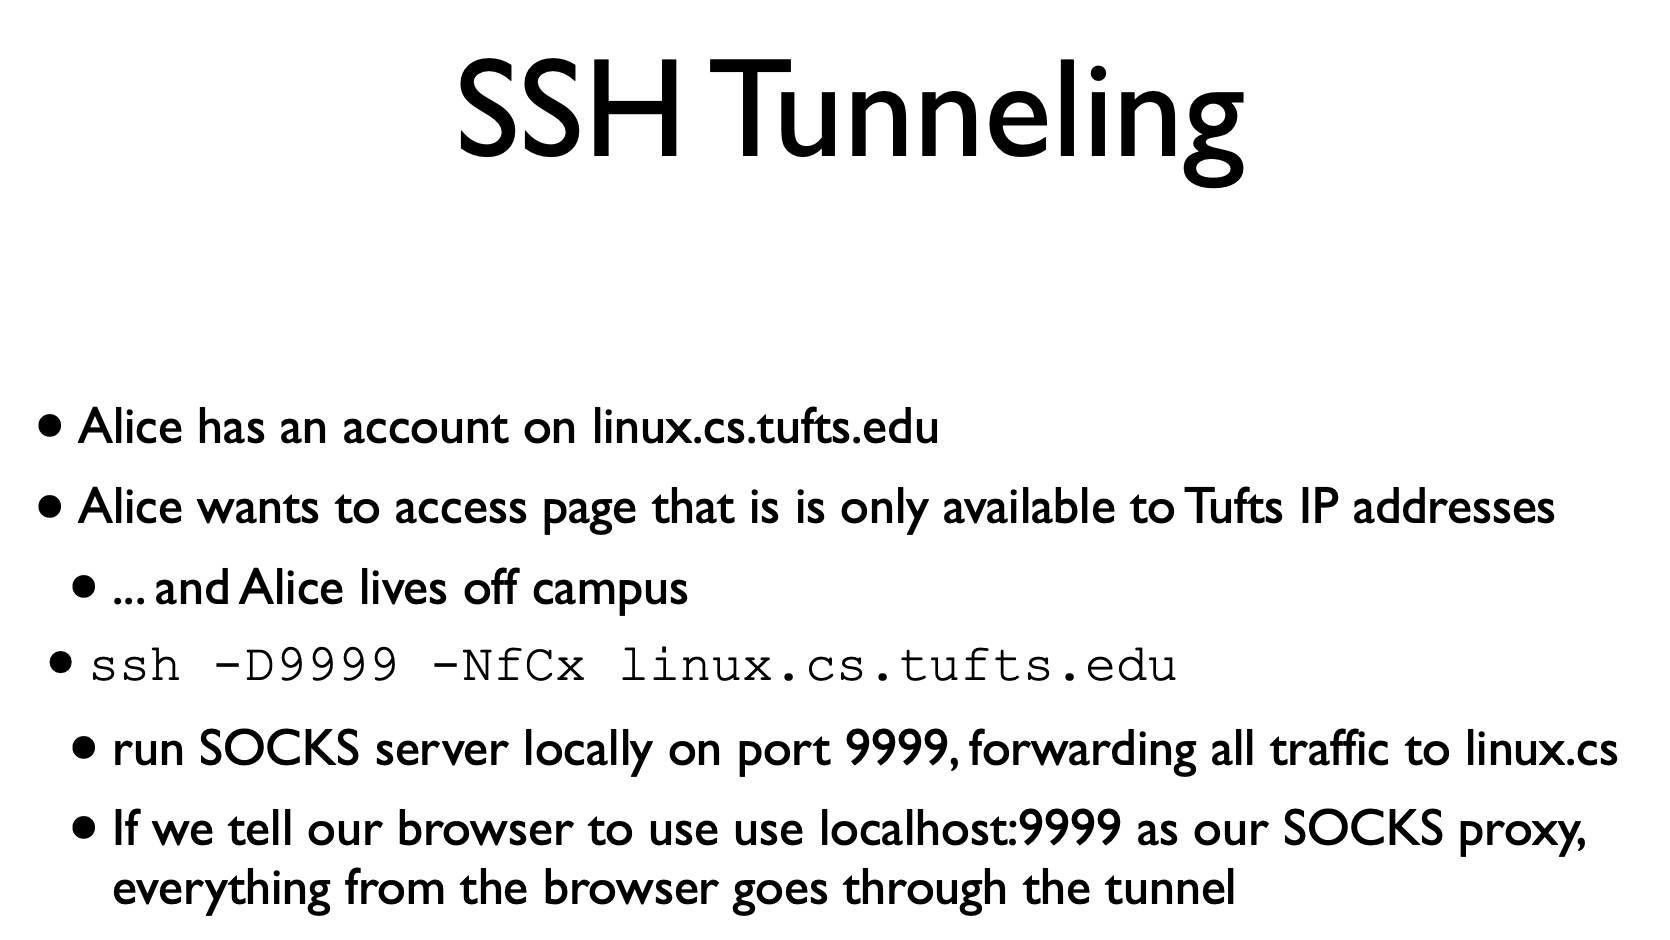 SSH Tunneling
• Alice has an account on linux.cs.tufts.edu
• Alice wants to access page that is is only available to Tufts IP addresses
• ... and Alice lives off campus
• ssh -D9999 -NfCx linux.cs.tufts.edu
• run SOCKS server locally on port 9999, forwarding all traffic to linux.cs
• If we tell our browser to use use localhost:9999 as our SOCKS proxy,
everything from the browser goes through the tunnel